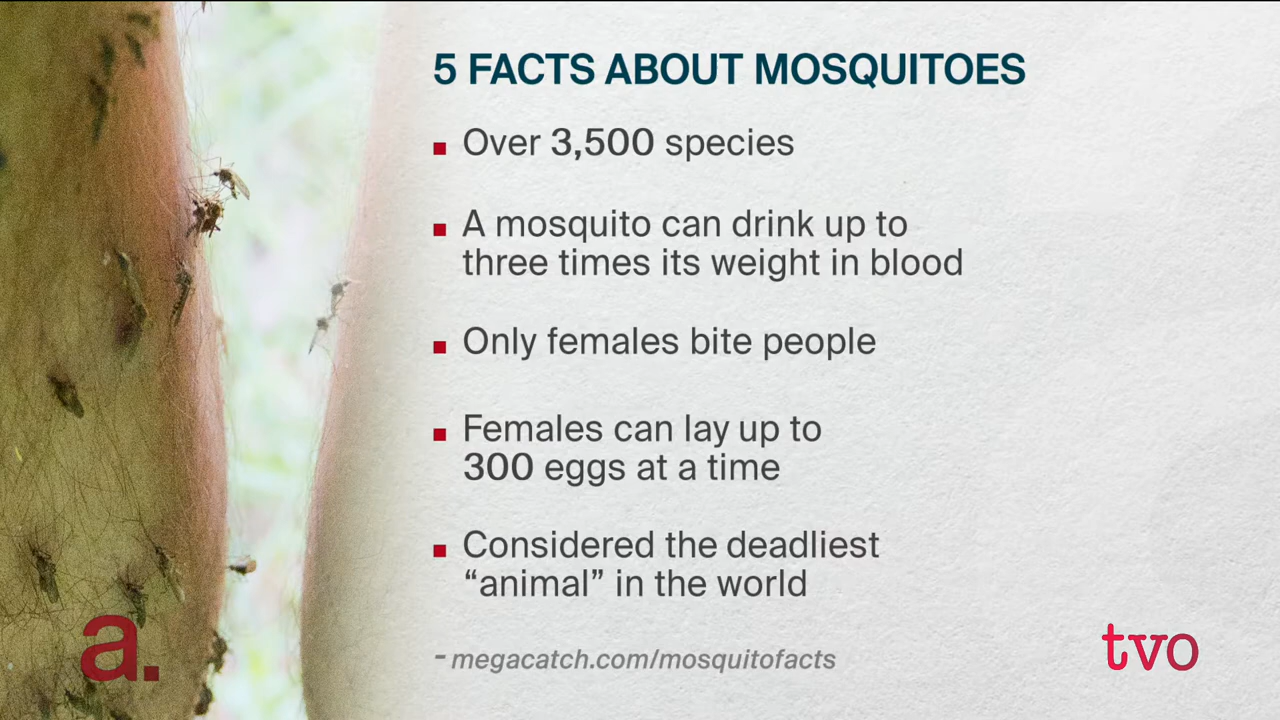 5 FACTS ABOUT MOSQUITOES
Over 3,500 species
A mosquito can drink up to
three times its weight in blood
Only females bite people
Females can lay up to
300 eggs at a time
Considered the deadliest
“animal” in the world
- megacatch.com/mosquitofacts
a.
tvo